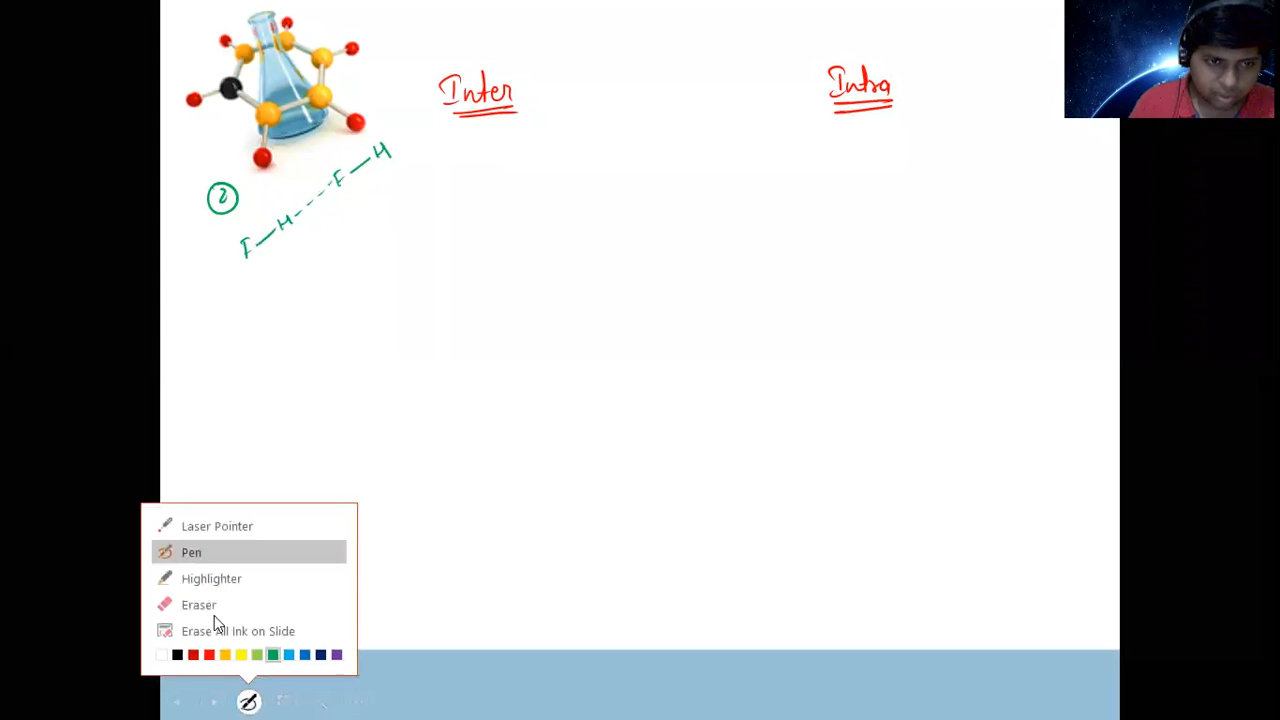 Inter
Intra
②
F—H---F—H
Laser Pointer
Pen
Highlighter
Eraser
Erase All Ink on Slide